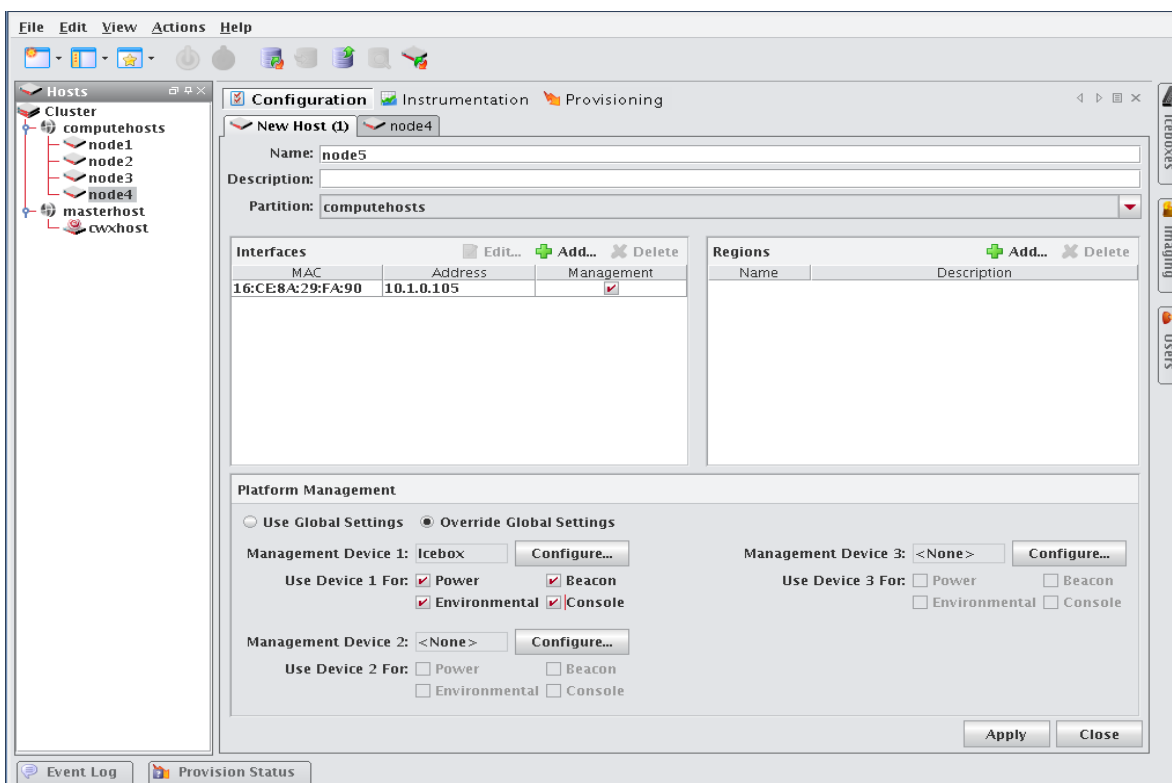 File Edit View Actions Help
Hosts
Cluster
computehosts
node1
node2
node3
node4
masterhost
cwxhost
Configuration Instrumentation Provisioning
New Host (1) node4
Name: node5
Description:
Partition: computehosts
Interfaces Edit... Add... Delete
MAC Address Management
16:CE:8A:29:FA:90 10.1.0.105
Regions Add... Delete
Name Description
Platform Management
Use Global Settings Override Global Settings
Management Device 1: Icebox Configure...
Use Device 1 For: Power Beacon
Environmental Console
Management Device 2: <None> Configure...
Use Device 2 For: Power Beacon
Environmental Console
Management Device 3: <None> Configure...
Use Device 3 For: Power Beacon
Environmental Console
Apply Close
Iceboxes
Imaging
Users
Event Log Provision Status